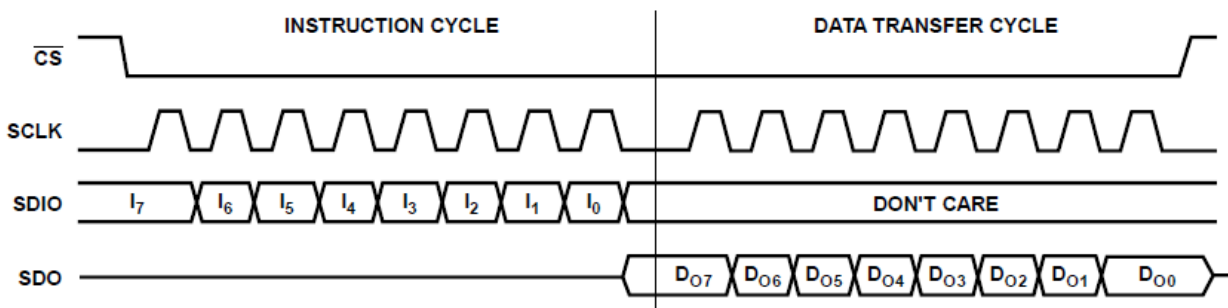 INSTRUCTION CYCLE DATA TRANSFER CYCLE
CS
SCLK
SDIO I7 I6 I5 I4 I3 I2 I1 I0 DON'T CARE
SDO DO7 DO6 DO5 DO4 DO3 DO2 DO1 DO0